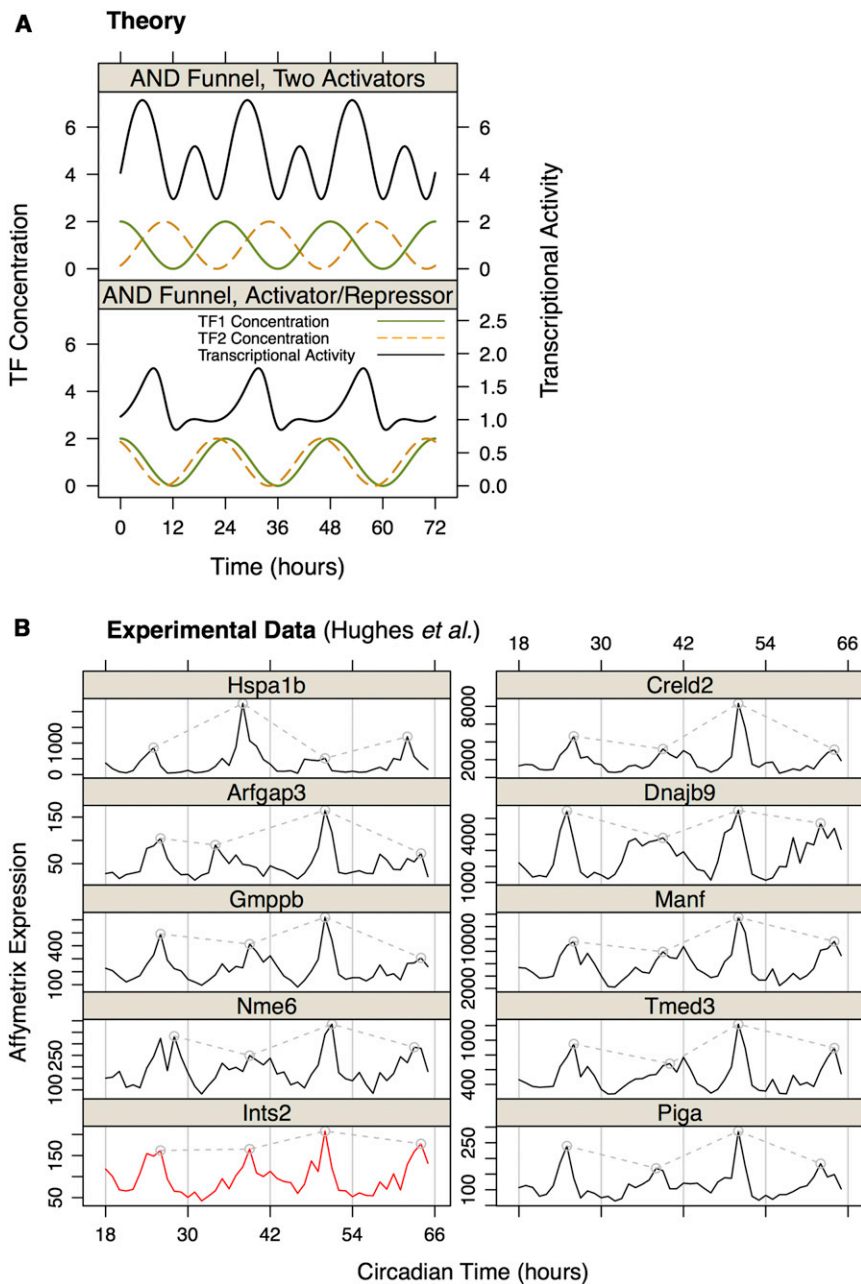 A
Theory
AND Funnel, Two Activators
6
4
2
0
6
4
2
0
AND Funnel, Activator/Repressor
TF1 Concentration
TF2 Concentration
Transcriptional Activity
6
4
2
0
2.5
2.0
1.5
1.0
0.5
0.0
TF Concentration
Transcriptional Activity
0 12 24 36 48 60 72
Time (hours)
B
Experimental Data (Hughes et al.)
18 30 42 54 66
Hspa1b
0 1000
Creld2
2000 8000
Arfgap3
50 150
Dnajb9
1000 4000
Gmppb
100 400
Manf
2000 10000
Nme6
100 250
Tmed3
400 1000
Ints2
50 150
Piga
100 250
Affymetrix Expression
18 30 42 54 66
Circadian Time (hours)